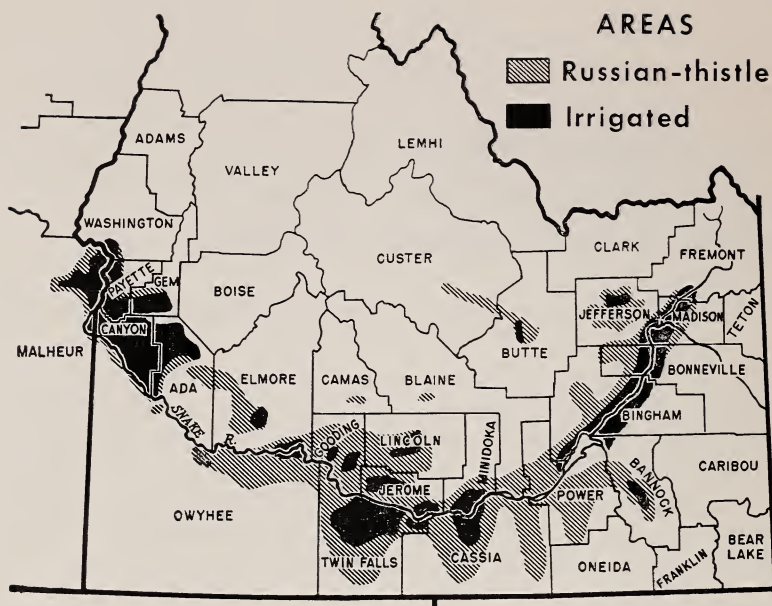 AREAS
Russian-thistle
Irrigated
ADAMS
LEMHI
VALLEY
WASHINGTON
CUSTER
CLARK
FREMONT
PAYETTE
GEM
BOISE
JEFFERSON
MADISON
TETON
CANYON
MALHEUR
BUTTE
ADA
ELMORE
CAMAS
BLAINE
BONNEVILLE
SNAKE R.
GOODING
LINCOLN
MINIDOKA
BINGHAM
JEROME
POWER
BANNOCK
CARIBOU
OWYHEE
TWIN FALLS
CASSIA
ONEIDA
FRANKLIN
BEAR
LAKE